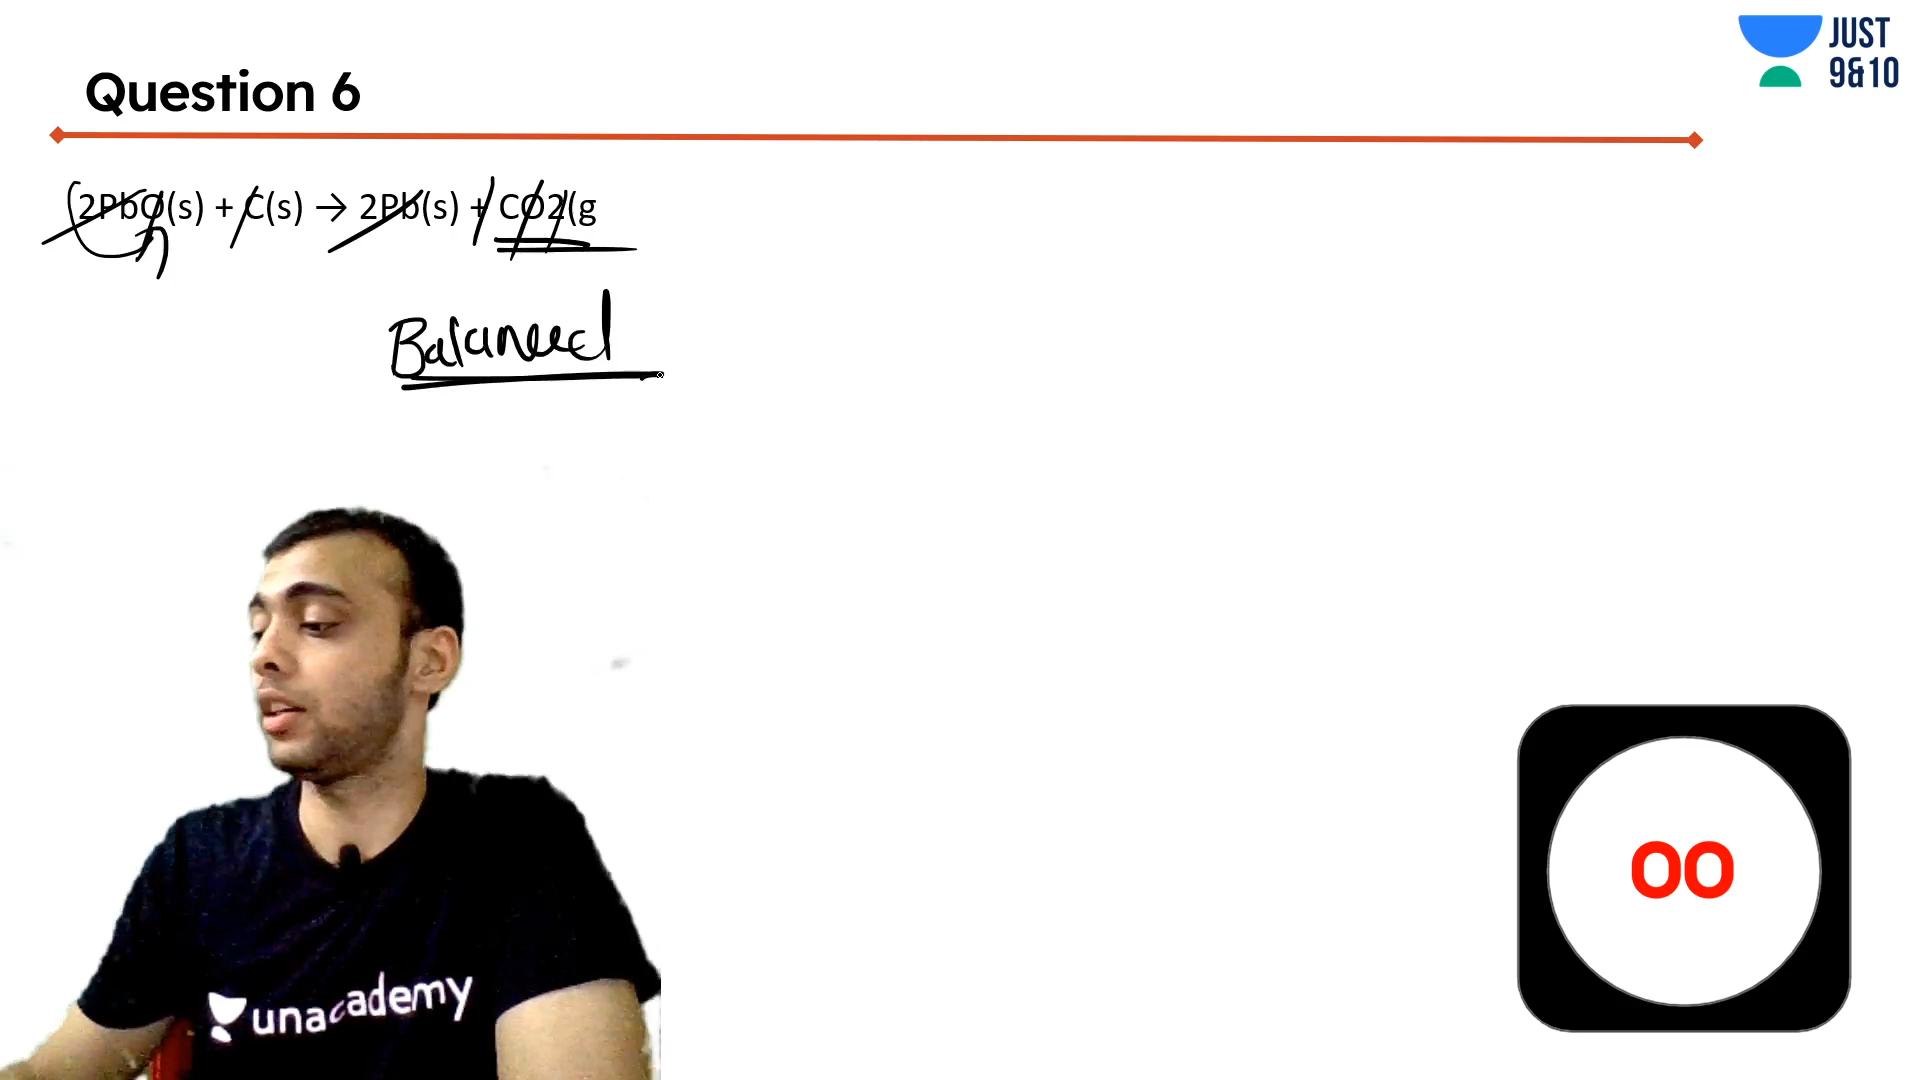 JUST
9&10
Question 6
2PbO(s) + C(s) → 2Pb(s) + CO2(g
Balanced
unacademy
00